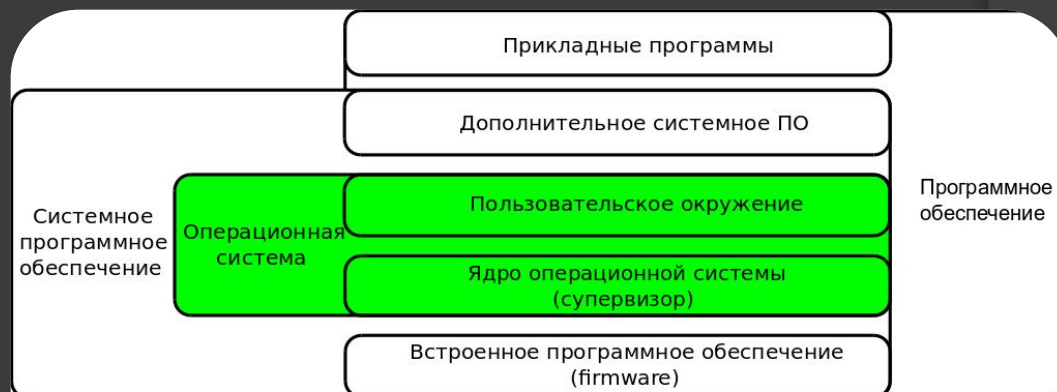 Прикладные программы
Дополнительное системное ПО
Пользовательское окружение
Ядро операционной системы
(супервизор)
Встроенное программное обеспечение
(firmware)
Операционная
система
Системное
программное
обеспечение
Программное
обеспечение